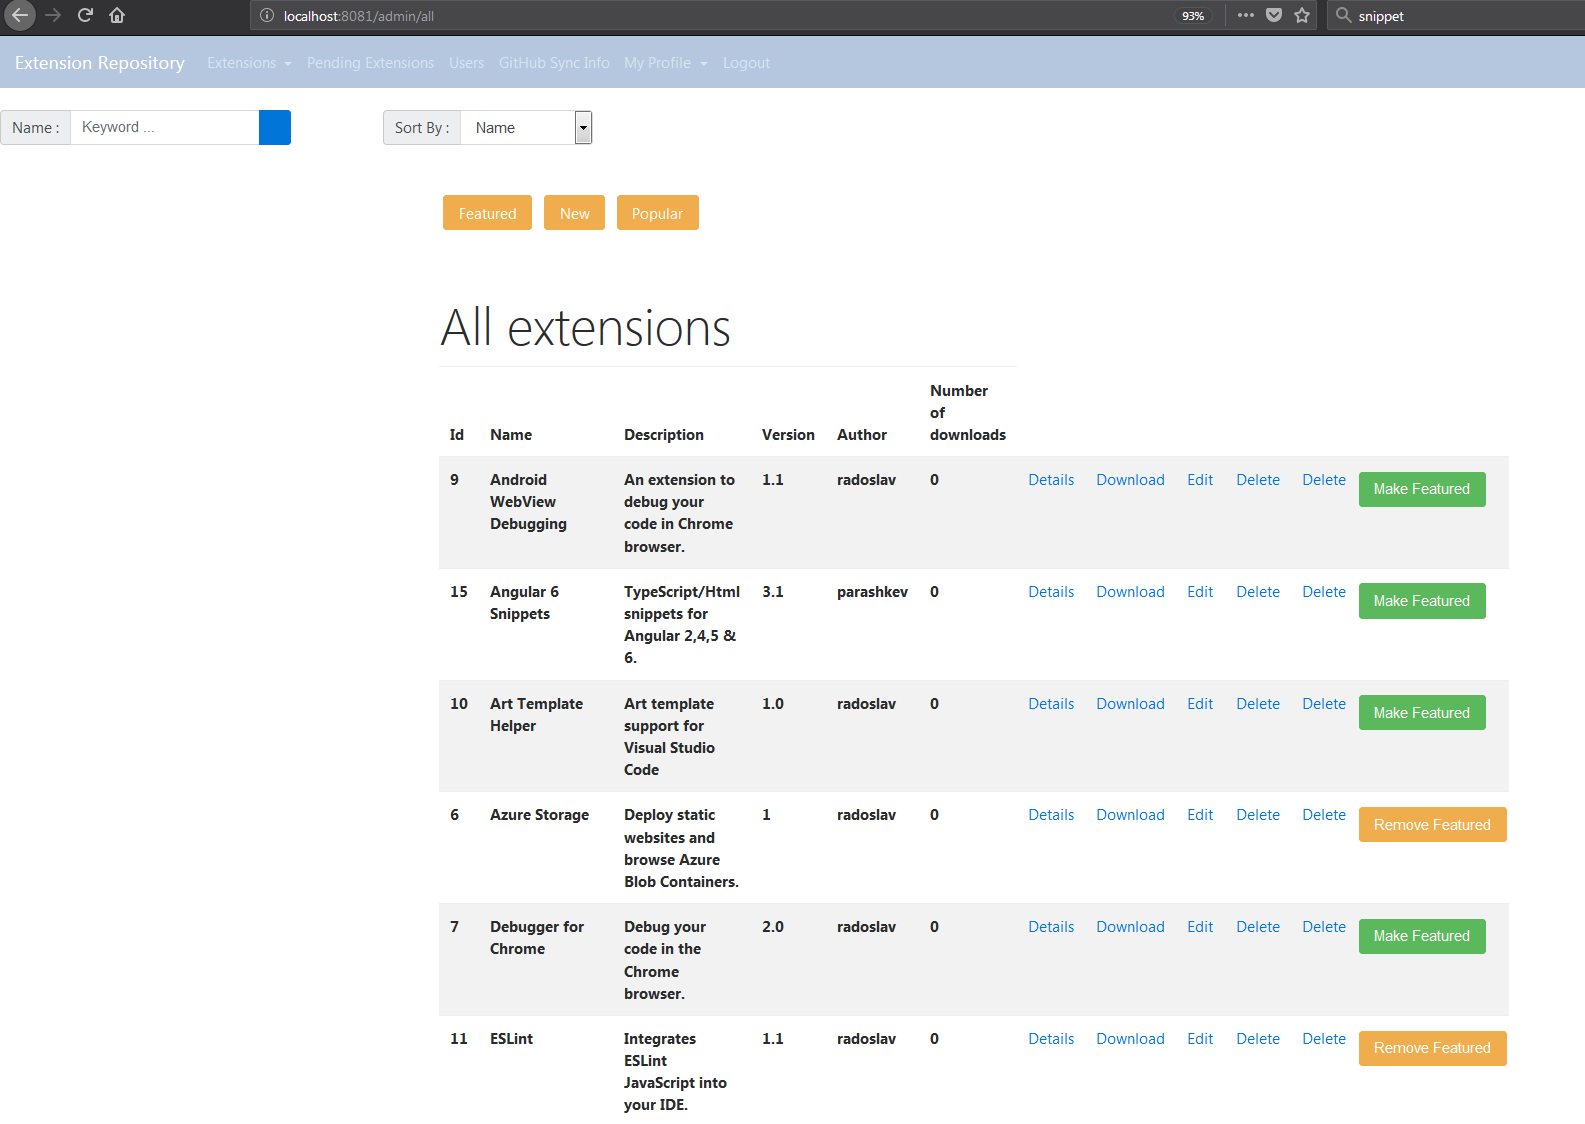 localhost:8081/admin/all 93% snippet
Extension Repository Extensions Pending Extensions Users GitHub Sync Info My Profile Logout
Name : Keyword ... Sort By : Name
Featured New Popular
All extensions
Number
of
Id Name Description Version Author downloads
9 Android An extension to 1.1 radoslav 0 Details Download Edit Delete Delete Make Featured
WebView debug your
Debugging code in Chrome
browser.
15 Angular 6 TypeScript/Html 3.1 parashkev 0 Details Download Edit Delete Delete Make Featured
Snippets snippets for
Angular 2,4,5 &
6.
10 Art Template Art template 1.0 radoslav 0 Details Download Edit Delete Delete Make Featured
Helper support for
Visual Studio
Code
6 Azure Storage Deploy static 1 radoslav 0 Details Download Edit Delete Delete Remove Featured
websites and
browse Azure
Blob Containers.
7 Debugger for Debug your 2.0 radoslav 0 Details Download Edit Delete Delete Make Featured
Chrome code in the
Chrome
browser.
11 ESLint Integrates 1.1 radoslav 0 Details Download Edit Delete Delete Remove Featured
ESLint
JavaScript into
your IDE.